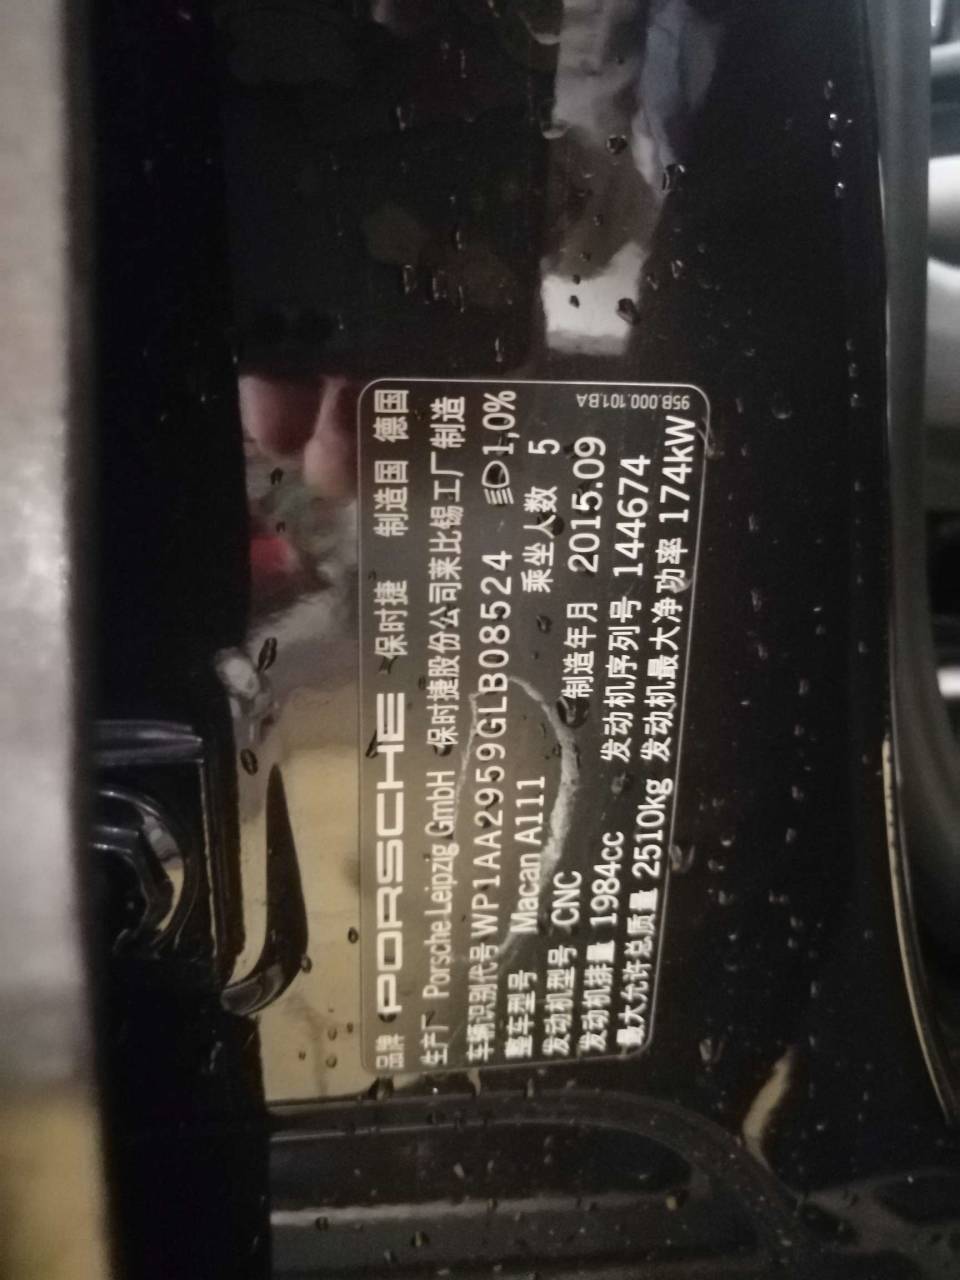 品牌 PORSCHE 保时捷 制造国 德国
生产厂 Porsche Leipzig GmbH 保时捷股份公司莱比锡工厂制造
车辆识别代号 WP1AA2959GLB08524 1,0%
整车型号 Macan A111 乘坐人数 5
发动机型号 CNC 制造年月 2015.09
发动机排量 1984cc 发动机序列号 144674
最大允许总质量 2510kg 发动机最大净功率 174kW
95B.000.101.BA